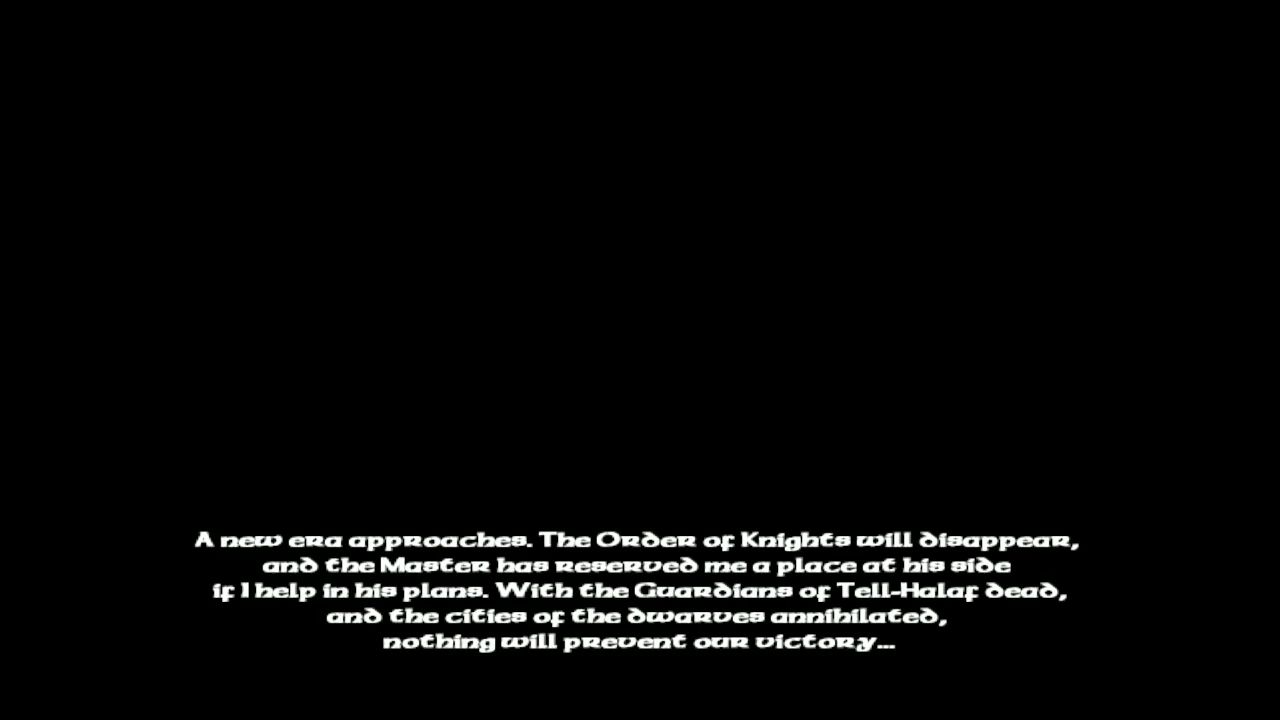 A new era approaches. The Order of Knights will disappear,
and the Master has reserved me a place at his side
if I help in his plans. With the Guardians of Tell-Halaf dead,
and the cities of the dwarves annihilated,
nothing will prevent our victory...